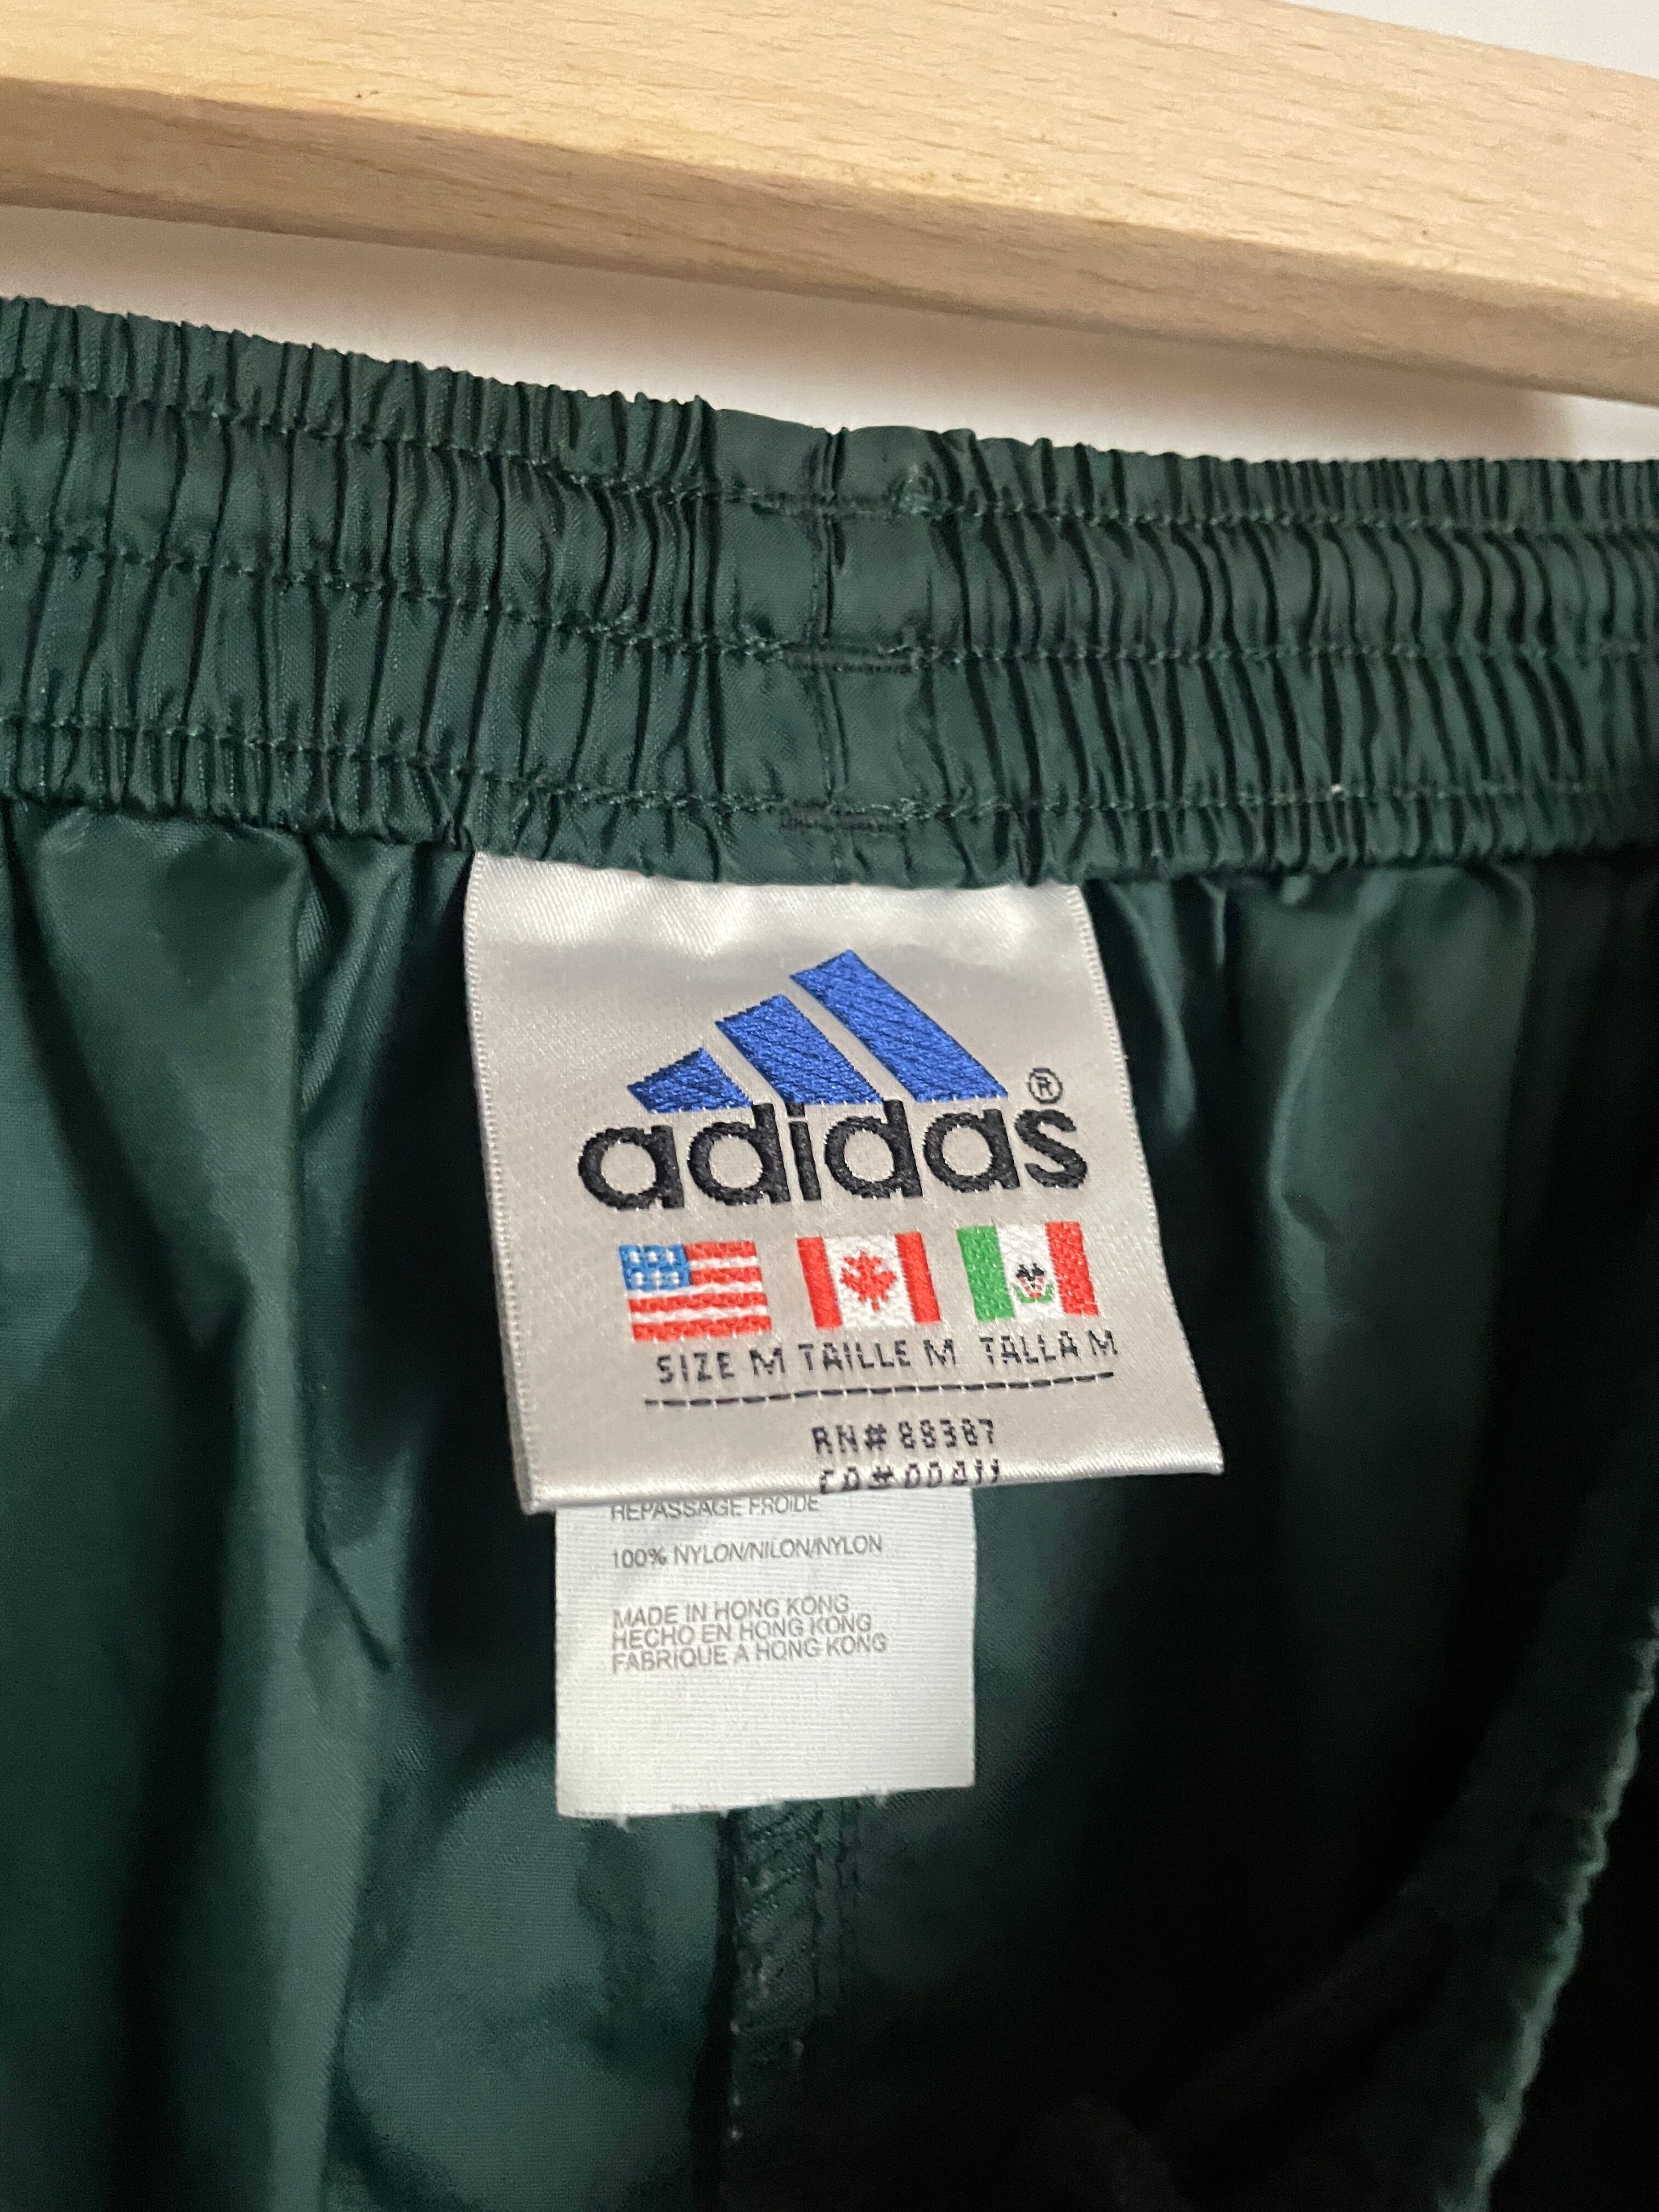 adidas®
SIZE M TAILLE M TALLA M
RN# 88387
REPASSAGE FROIDE
100% NYLON/NILON/NYLON
MADE IN HONG KONG
HECHO EN HONG KONG
FABRIQUE A HONG KONG